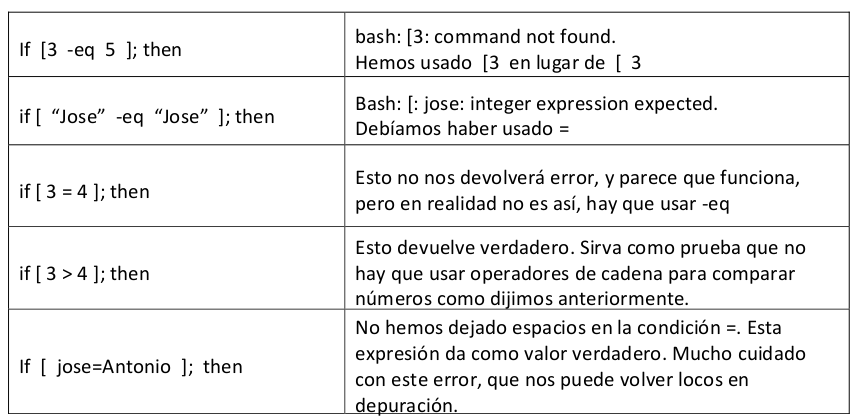 If [3 -eq 5 ]; then
bash: [3: command not found.
Hemos usado [3 en lugar de [ 3
if [ “Jose” -eq “Jose” ]; then
Bash: [: jose: integer expression expected.
Debíamos haber usado =
if [ 3 = 4 ]; then
Esto no nos devolverá error, y parece que funciona,
pero en realidad no es así, hay que usar -eq
if [ 3 > 4 ]; then
Esto devuelve verdadero. Sirva como prueba que no
hay que usar operadores de cadena para comparar
números como dijimos anteriormente.
If [ jose=Antonio ]; then
No hemos dejado espacios en la condición =. Esta
expresión da como valor verdadero. Mucho cuidado
con este error, que nos puede volver locos en
depuración.